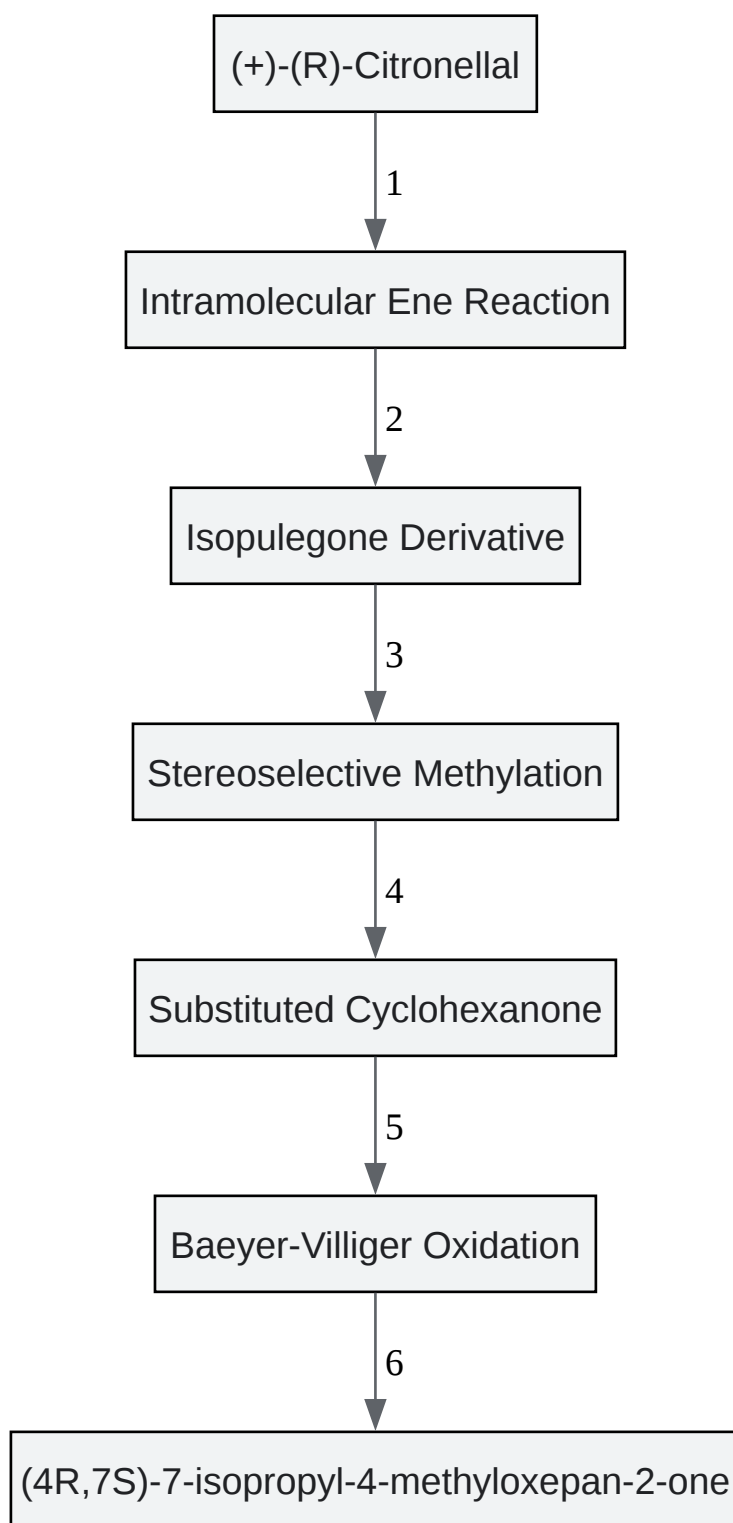 (+)-(R)-Citronellal
1
Intramolecular Ene Reaction
2
Isopulegone Derivative
3
Stereoselective Methylation
4
Substituted Cyclohexanone
5
Baeyer-Villiger Oxidation
6
(4R,7S)-7-isopropyl-4-methyloxepan-2-one